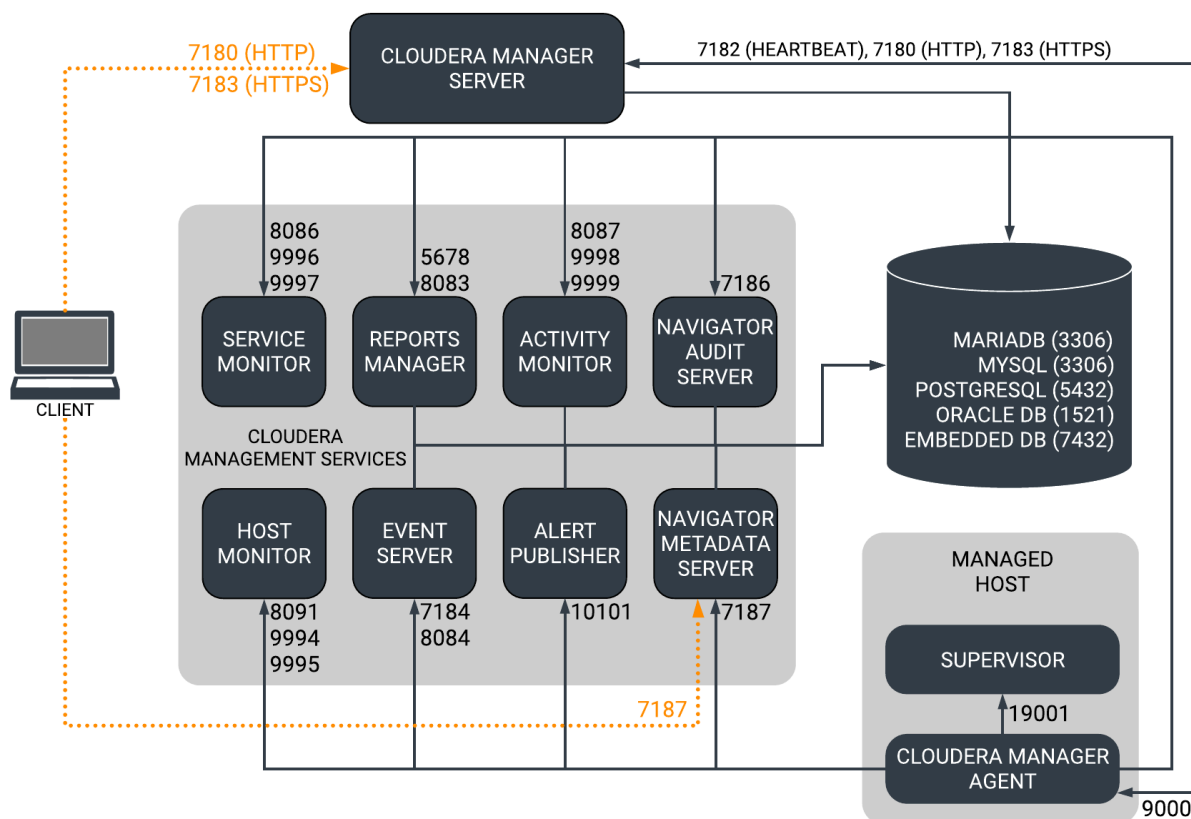 7180 (HTTP)
7183 (HTTPS)
CLOUDERA MANAGER
SERVER
7182 (HEARTBEAT), 7180 (HTTP), 7183 (HTTPS)
8086
9996
9997
5678
8083
8087
9998
9999
7186
SERVICE
MONITOR
REPORTS
MANAGER
ACTIVITY
MONITOR
NAVIGATOR
AUDIT
SERVER
MARIADB (3306)
MYSQL (3306)
POSTGRESQL (5432)
ORACLE DB (1521)
EMBEDDED DB (7432)
CLIENT
CLOUDERA
MANAGEMENT SERVICES
HOST
MONITOR
EVENT
SERVER
ALERT
PUBLISHER
NAVIGATOR
METADATA
SERVER
8091
9994
9995
7184
8084
10101
7187
7187
MANAGED
HOST
SUPERVISOR
19001
CLOUDERA MANAGER
AGENT
9000